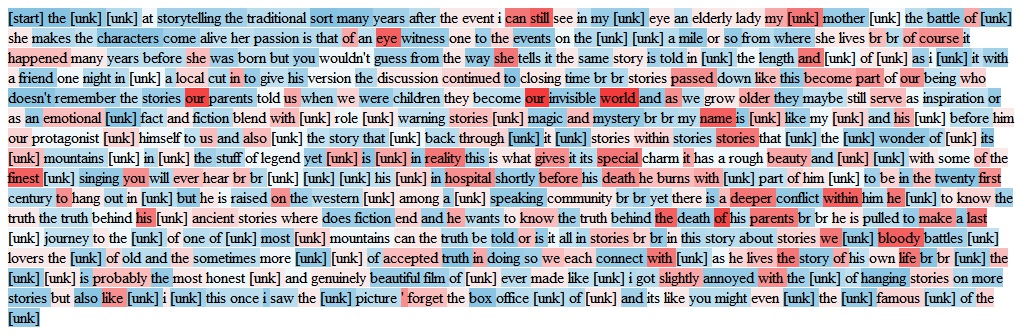 [start] the [unk] [unk] at storytelling the traditional sort many years after the event i can still see in my [unk] eye an elderly lady my [unk] mother [unk] the battle of [unk]
she makes the characters come alive her passion is that of an eye witness one to the events on the [unk] [unk] a mile or so from where she lives br br of course it
happened many years before she was born but you wouldn't guess from the way she tells it the same story is told in [unk] the length and [unk] of [unk] as i [unk] it with
a friend one night in [unk] a local cut in to give his version the discussion continued to closing time br br stories passed down like this become part of our being who
doesn't remember the stories our parents told us when we were children they become our invisible world and as we grow older they maybe still serve as inspiration or
as an emotional [unk] fact and fiction blend with [unk] role [unk] warning stories [unk] magic and mystery br br my name is [unk] like my [unk] and his [unk] before him
our protagonist [unk] himself to us and also [unk] the story that [unk] back through [unk] it [unk] stories within stories stories that [unk] the [unk] wonder of [unk] its
[unk] mountains [unk] in [unk] the stuff of legend yet [unk] is [unk] in reality this is what gives it its special charm it has a rough beauty and [unk] [unk] with some of the
finest [unk] singing you will ever hear br br [unk] [unk] [unk] his [unk] in hospital shortly before his death he burns with [unk] part of him [unk] to be in the twenty first
century to hang out in [unk] but he is raised on the western [unk] among a [unk] speaking community br br yet there is a deeper conflict within him he [unk] to know the
truth the truth behind his [unk] ancient stories where does fiction end and he wants to know the truth behind the death of his parents br br he is pulled to make a last
[unk] journey to the [unk] of one of [unk] most [unk] mountains can the truth be told or is it all in stories br br in this story about stories we [unk] bloody battles [unk]
lovers the [unk] of old and the sometimes more [unk] [unk] of accepted truth in doing so we each connect with [unk] as he lives the story of his own life br br [unk] the
[unk] [unk] is probably the most honest [unk] and genuinely beautiful film of [unk] ever made like [unk] i got slightly annoyed with the [unk] of hanging stories on more
stories but also like [unk] i [unk] this once i saw the [unk] picture ' forget the box office [unk] of [unk] and its like you might even [unk] the [unk] famous [unk] of the
[unk]